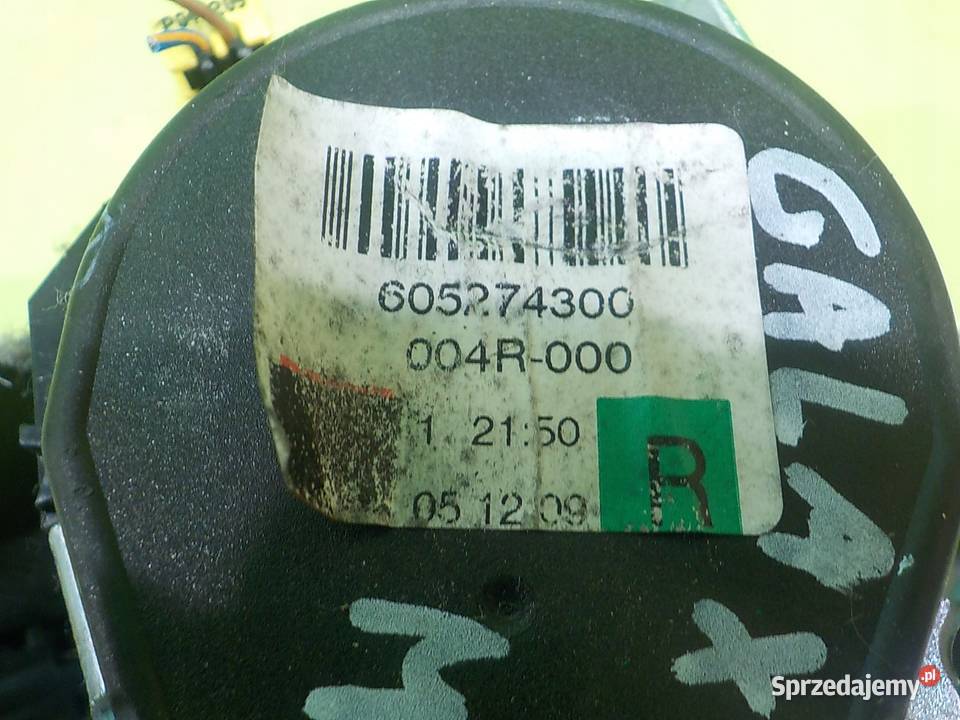 605274300
004R-000
1 21:50
05 12 09
R
GALAX
Sprzedajemy.pl